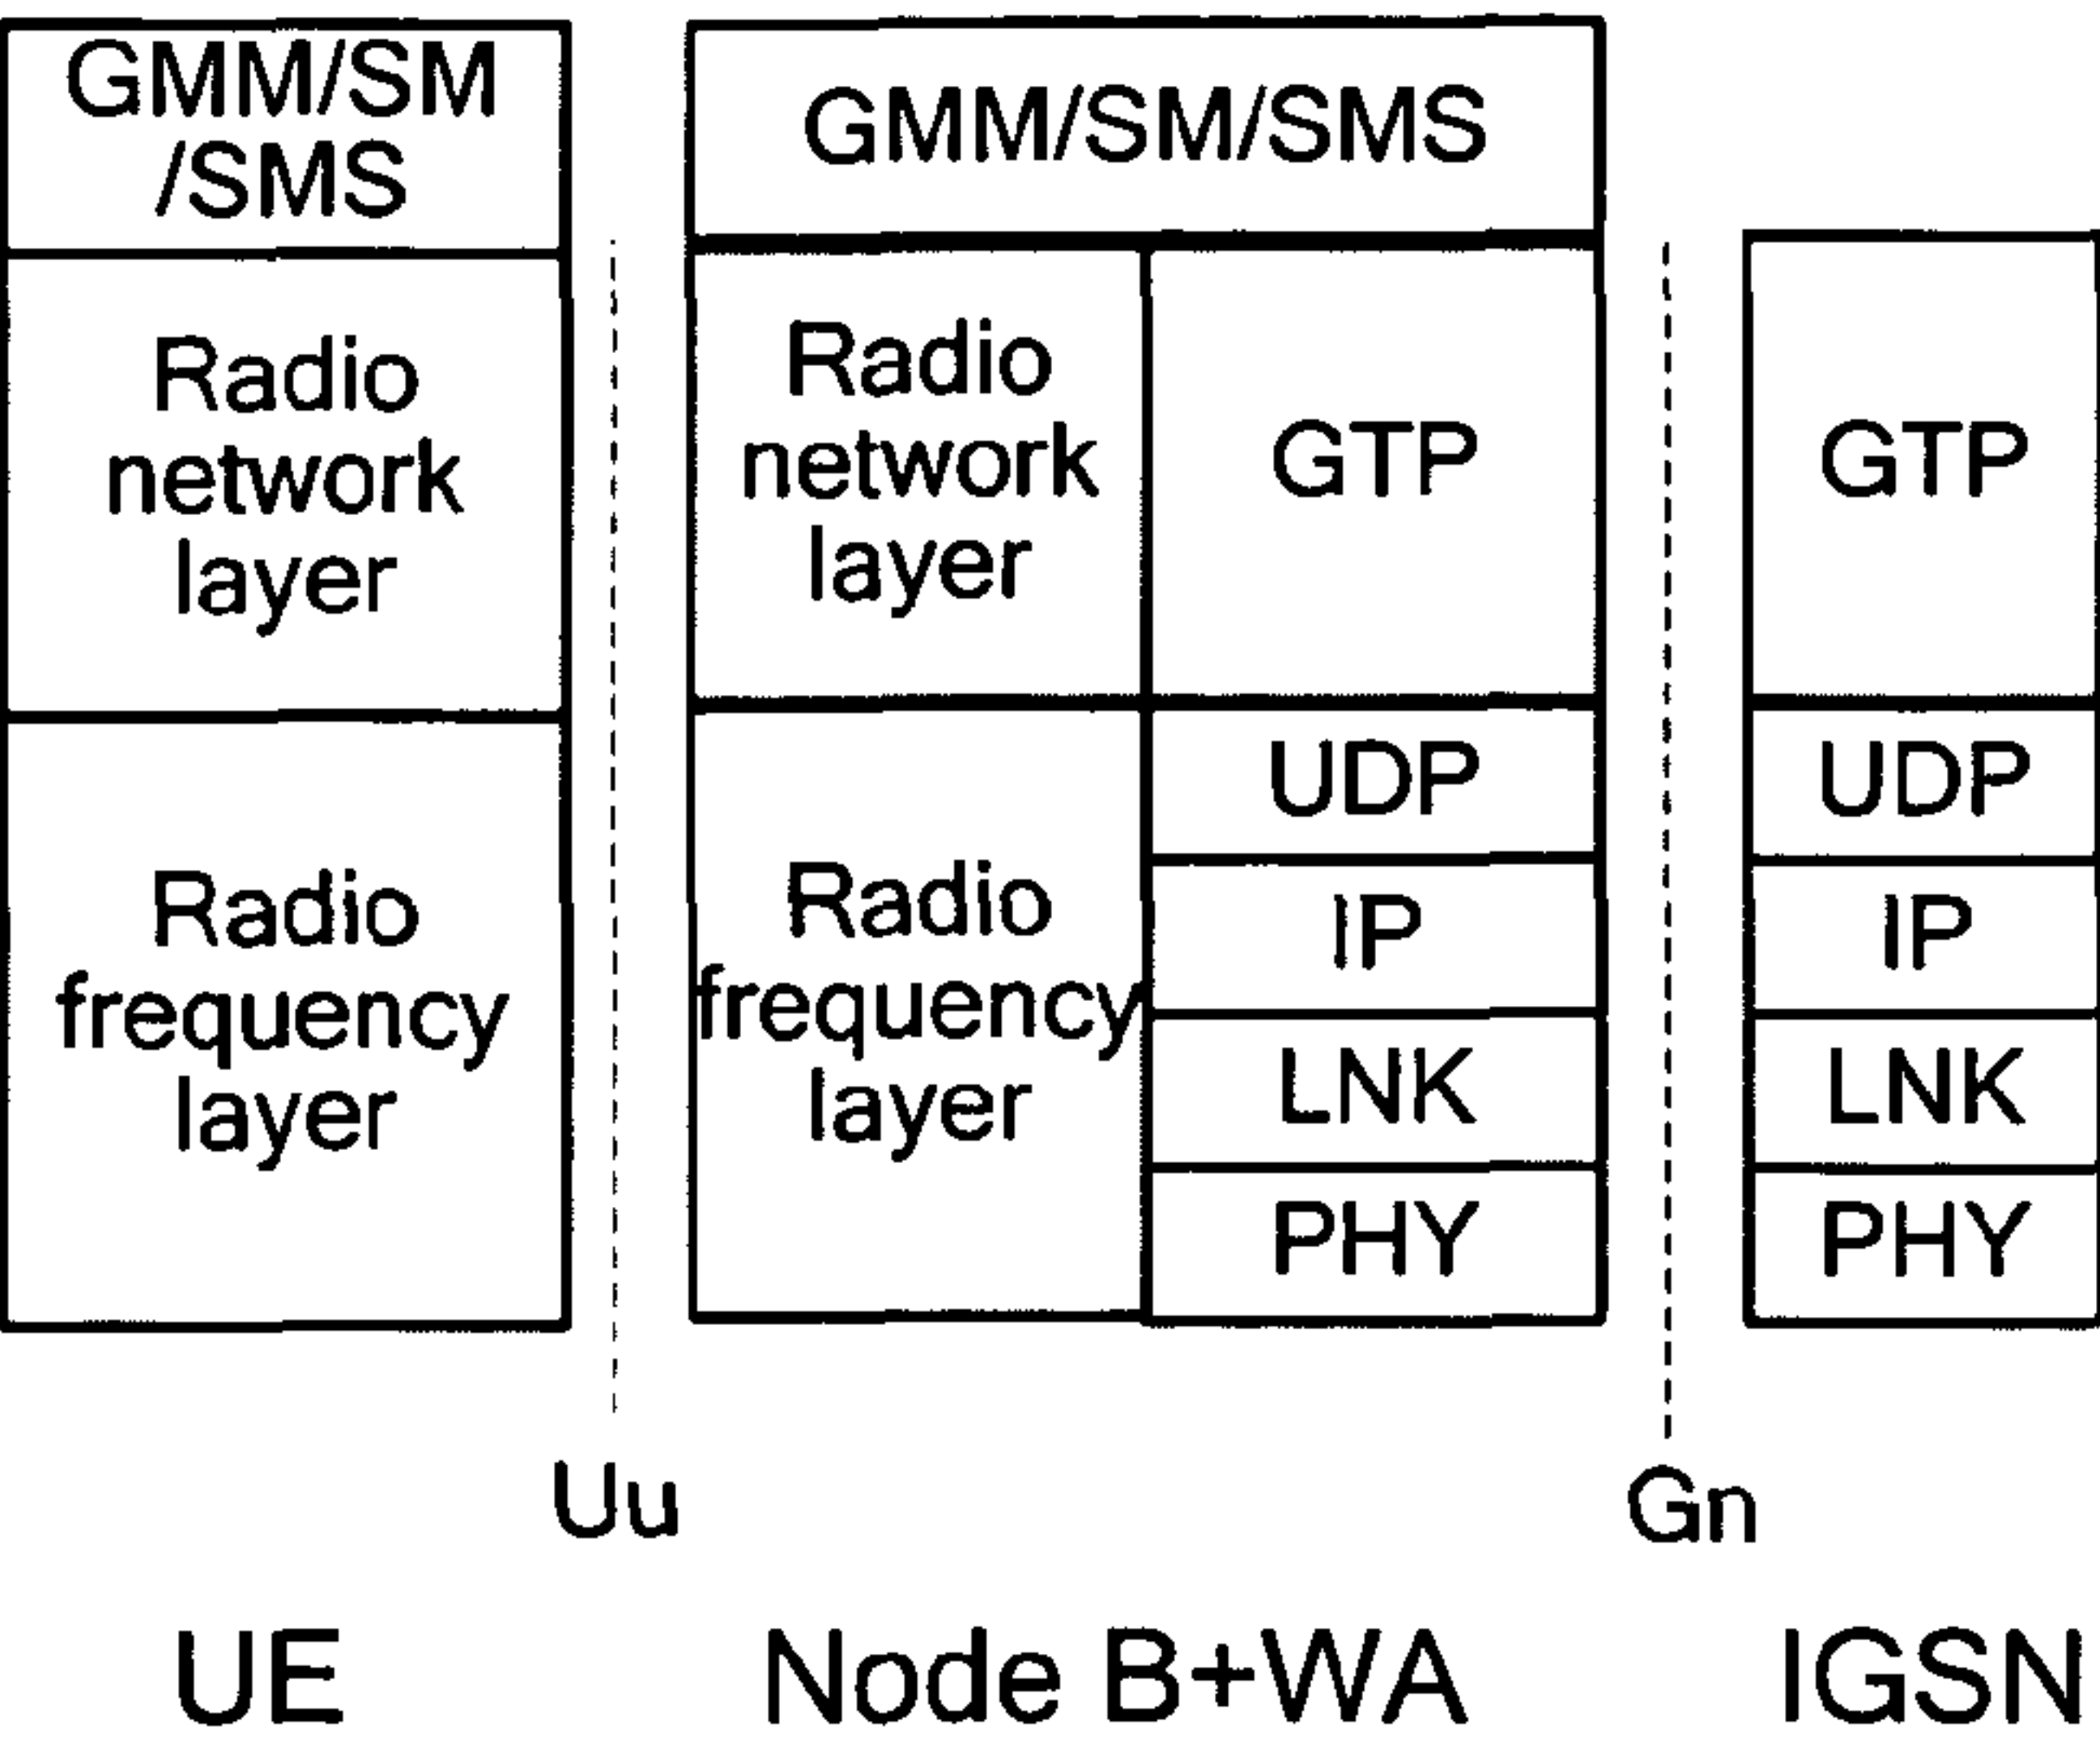 GMM/SM
/SMS
Radio
network
layer
Radio
frequency
layer
GMM/SM/SMS
Radio
network
layer
GTP
Radio
frequency
layer
UDP
IP
LNK
PHY
GTP
UDP
IP
LNK
PHY
Uu
Gn
UE
Node B+WA
IGSN